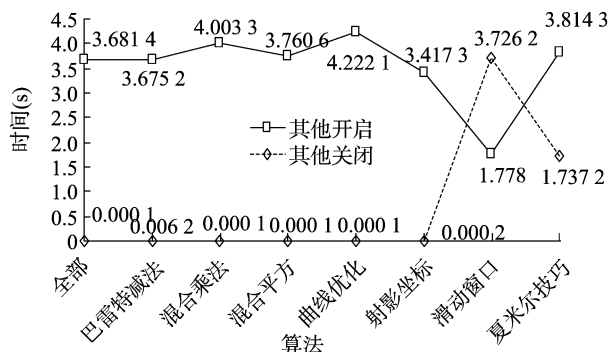 时间(s)
4.5
4.0
3.5
3.0
2.5
2.0
1.5
1.0
0.5
0
3.681 4
3.675 2
4.003 3
3.760 6
4.222 1
3.417 3
3.726 2
3.814 3
其他开启
其他关闭
1.778
1.737 2
0.000 1
0.006 2
0.000 1
0.000 1
0.000 1
0.000 2
全部
巴雷特减法
混合乘法
混合平方
曲线优化
射影坐标
滑动窗口
夏米尔技巧
算法